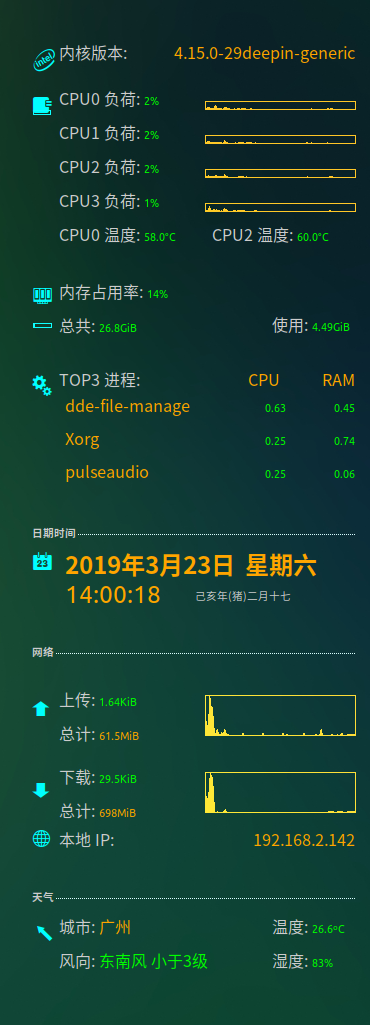 intel 内核版本: 4.15.0-29deepin-generic
CPU0 负荷: 2%
CPU1 负荷: 2%
CPU2 负荷: 2%
CPU3 负荷: 1%
CPU0 温度: 58.0°C CPU2 温度: 60.0°C
内存占用率: 14%
总共: 26.8GiB 使用: 4.49GiB
TOP3 进程: CPU RAM
dde-file-manage 0.63 0.45
Xorg 0.25 0.74
pulseaudio 0.25 0.06
日期时间
23 2019年3月23日 星期六
14:00:18 己亥年(猪)二月十七
网络
上传: 1.64KiB
总计: 61.5MiB
下载: 29.5KiB
总计: 698MiB
本地 IP: 192.168.2.142
天气
城市: 广州 温度: 26.6ºC
风向: 东南风 小于3级 湿度: 83%